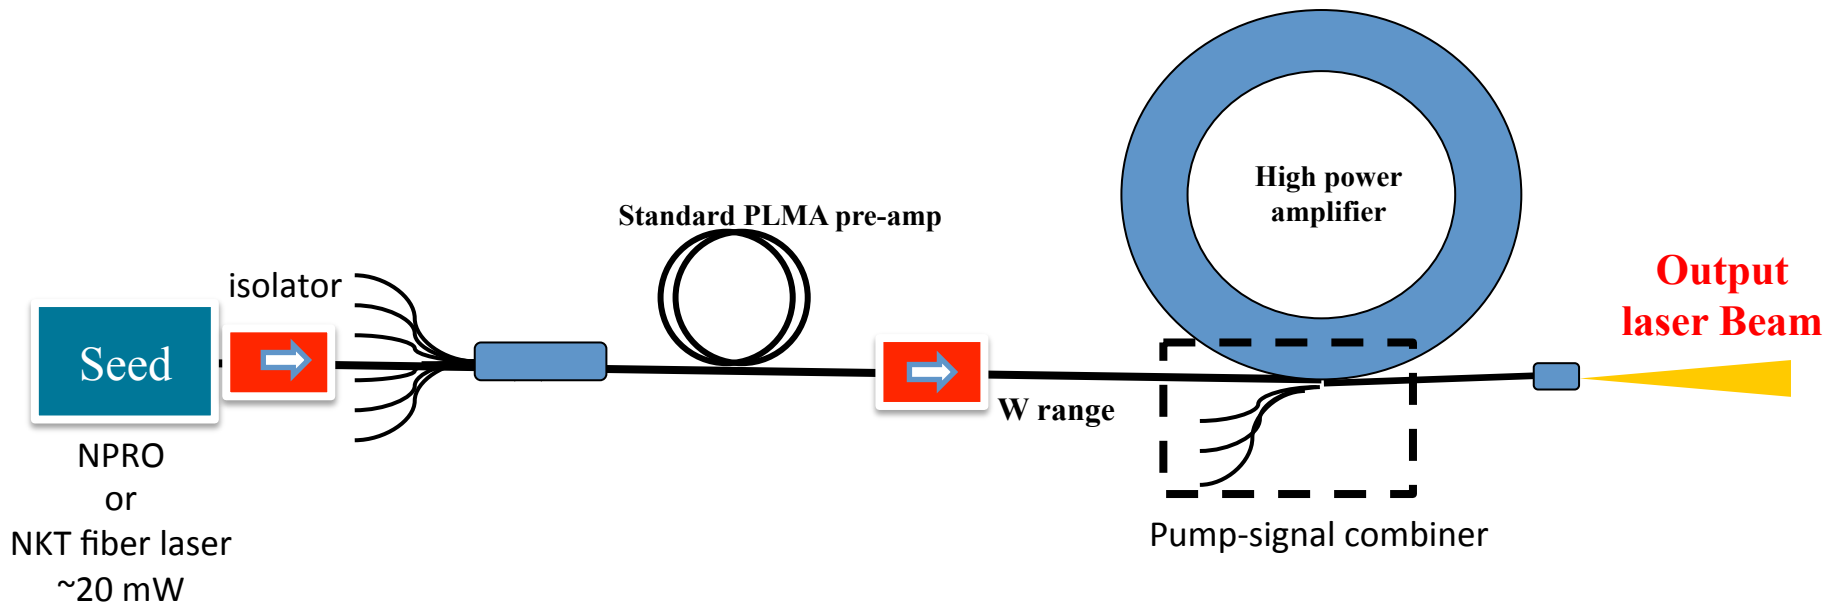 High power
amplifier
Standard PLMA pre-amp
Output
laser Beam
isolator
Seed
W range
NPRO
or
NKT fiber laser
~20 mW
Pump-signal combiner